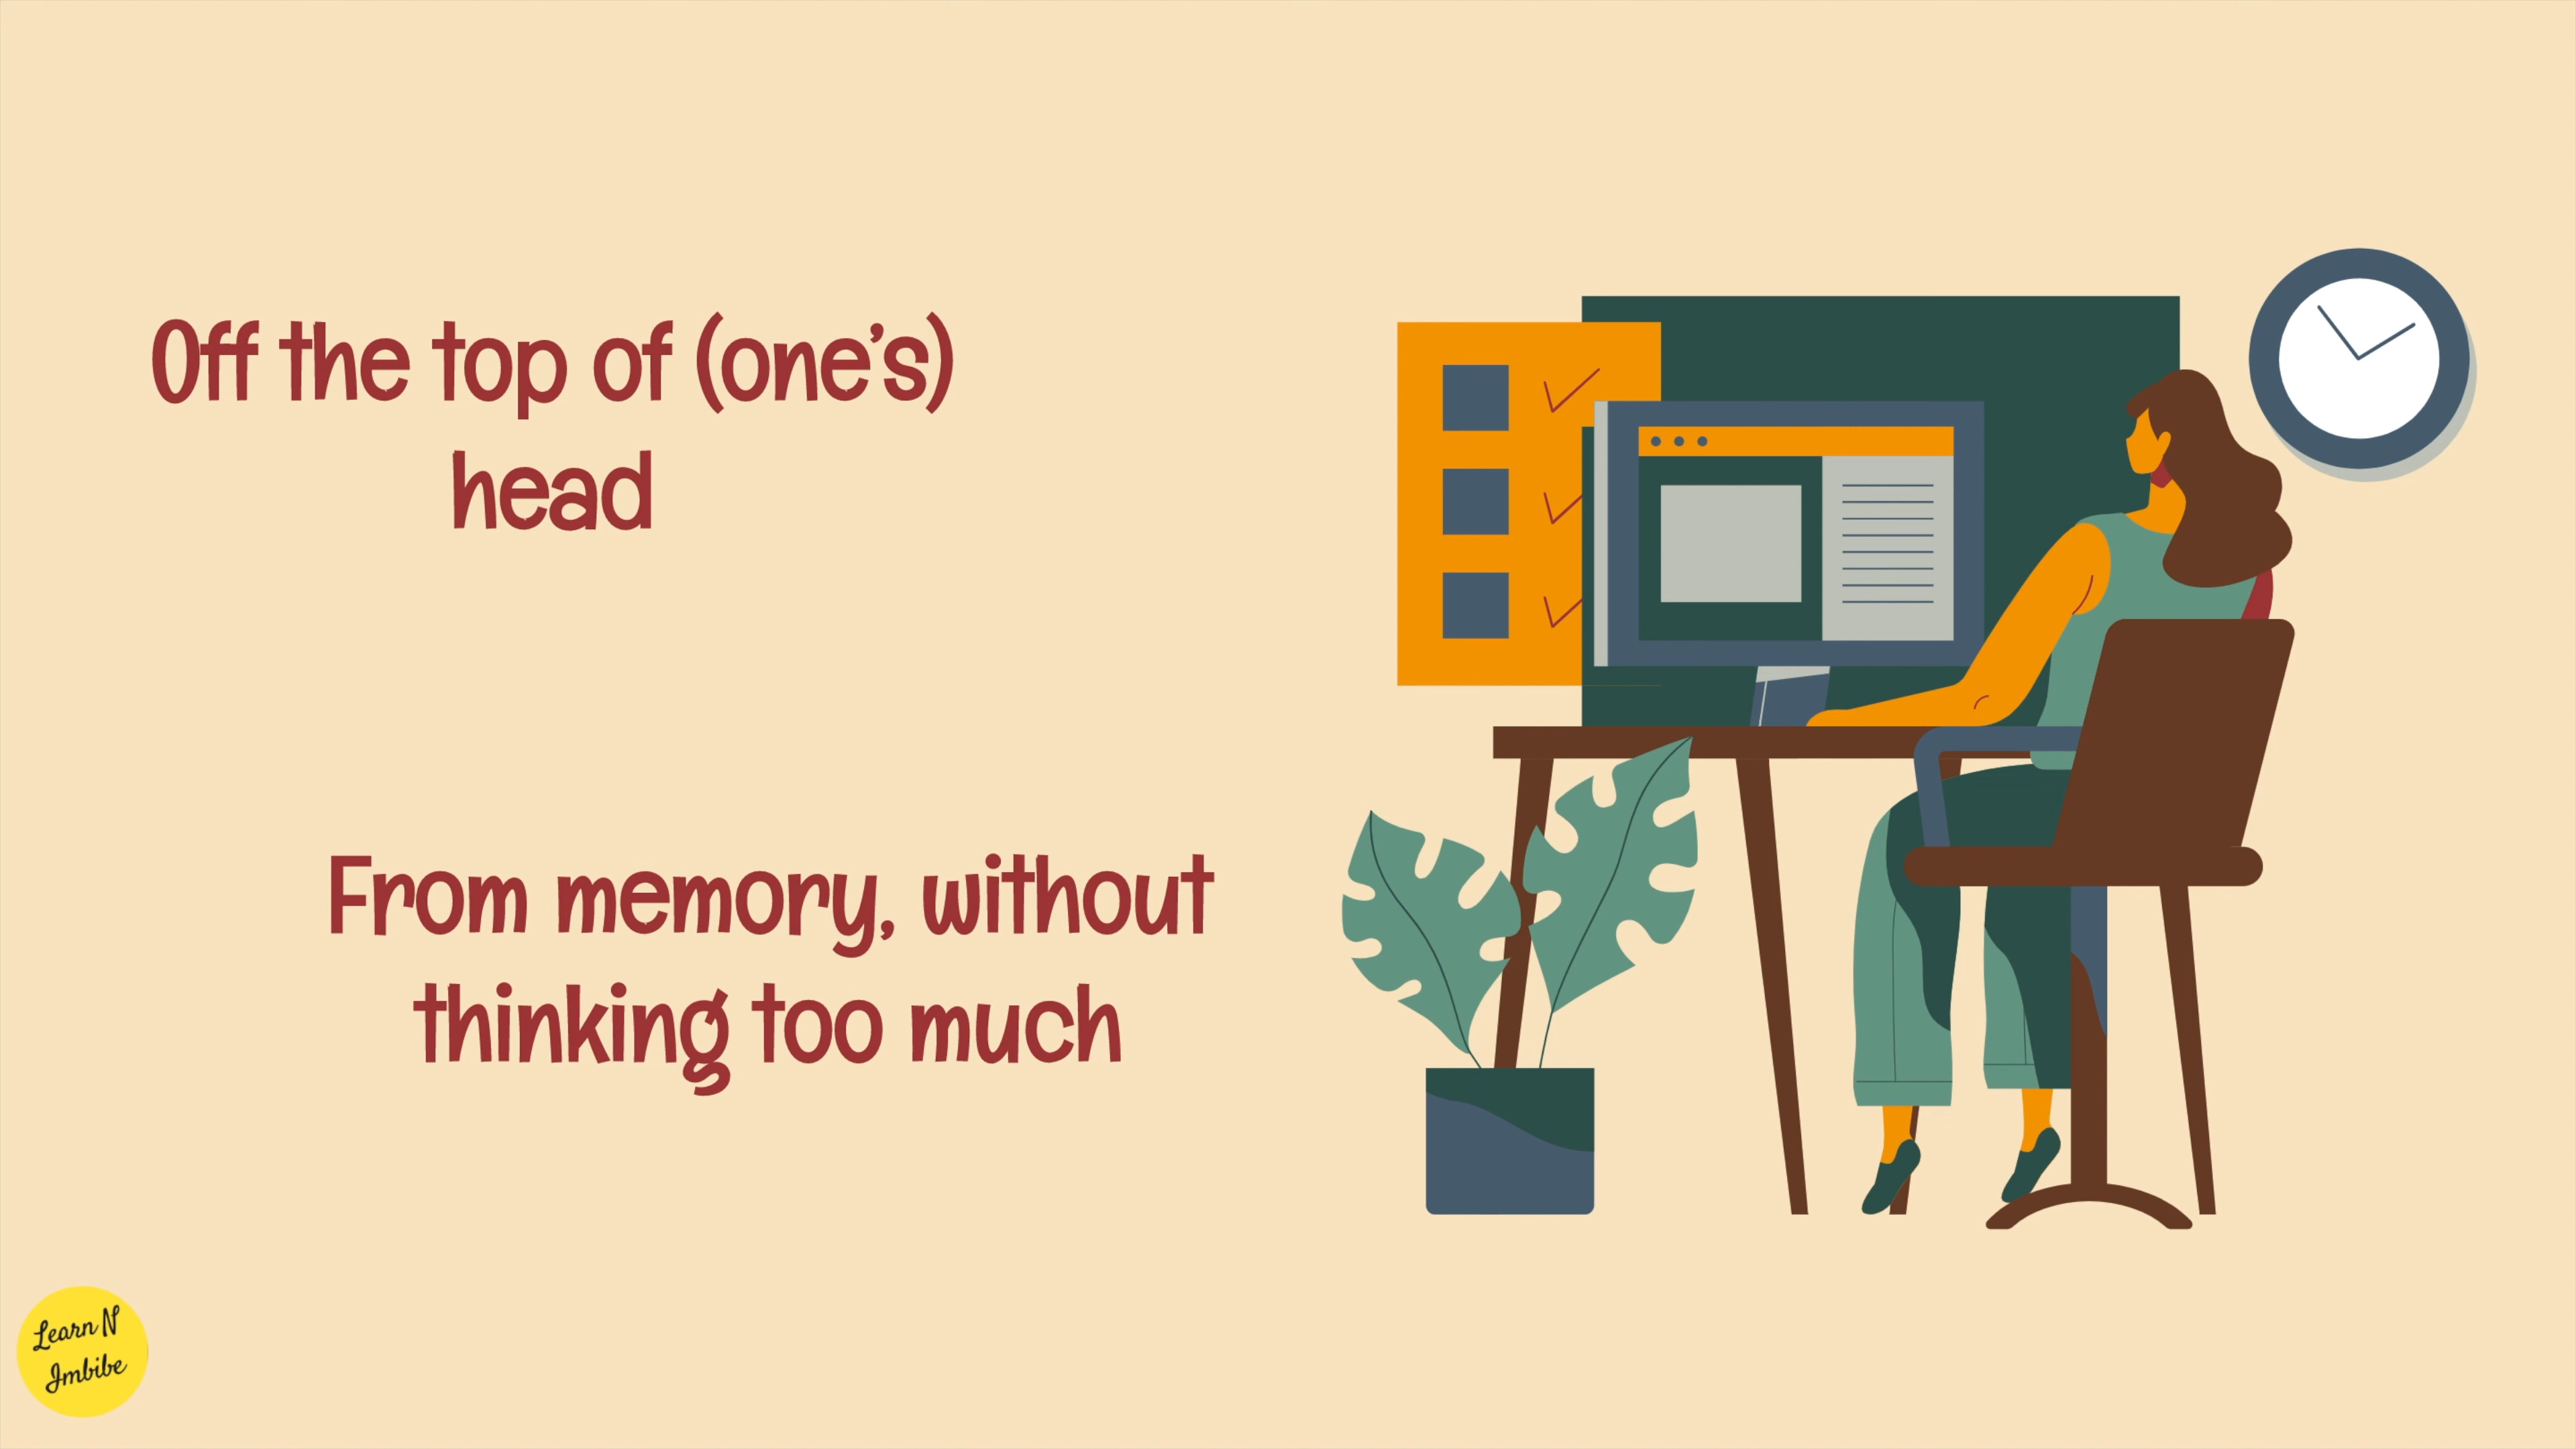 Off the top of (one's)
head
From memory, without
thinking too much
Learn N
Imbibe